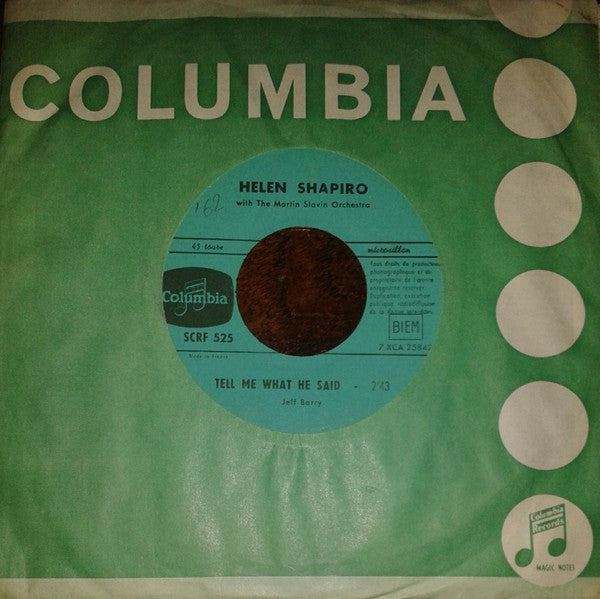 COLUMBIA
HELEN SHAPIRO
with The Martin Slavin Orchestra
'62
45 tours
microsillon
Tous droits du producteur
phonographique et du
propriétaire de l'œuvre
enregistrée réservés
Duplication, exécution
publique radiodiffusion
de ce disque interdites
Columbia
SCRF 525
BIEM
Made in France
7 XCA 25842
TELL ME WHAT HE SAID - 2'43
Jeff Barry
Columbia
Records
MAGIC NOTES